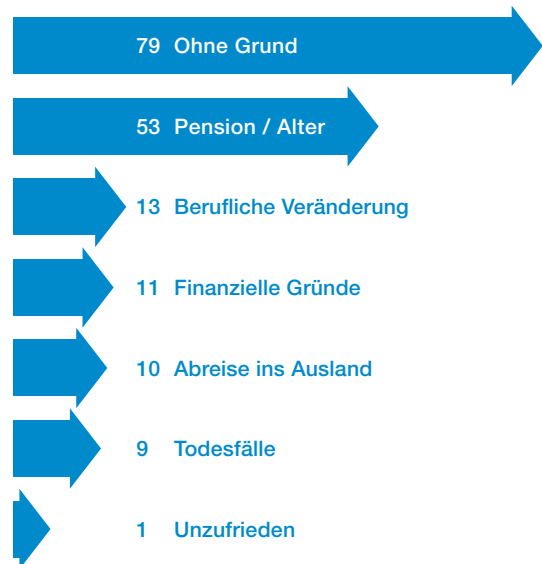 79 Ohne Grund
53 Pension / Alter
13 Berufliche Veränderung
11 Finanzielle Gründe
10 Abreise ins Ausland
9 Todesfälle
1 Unzufrieden